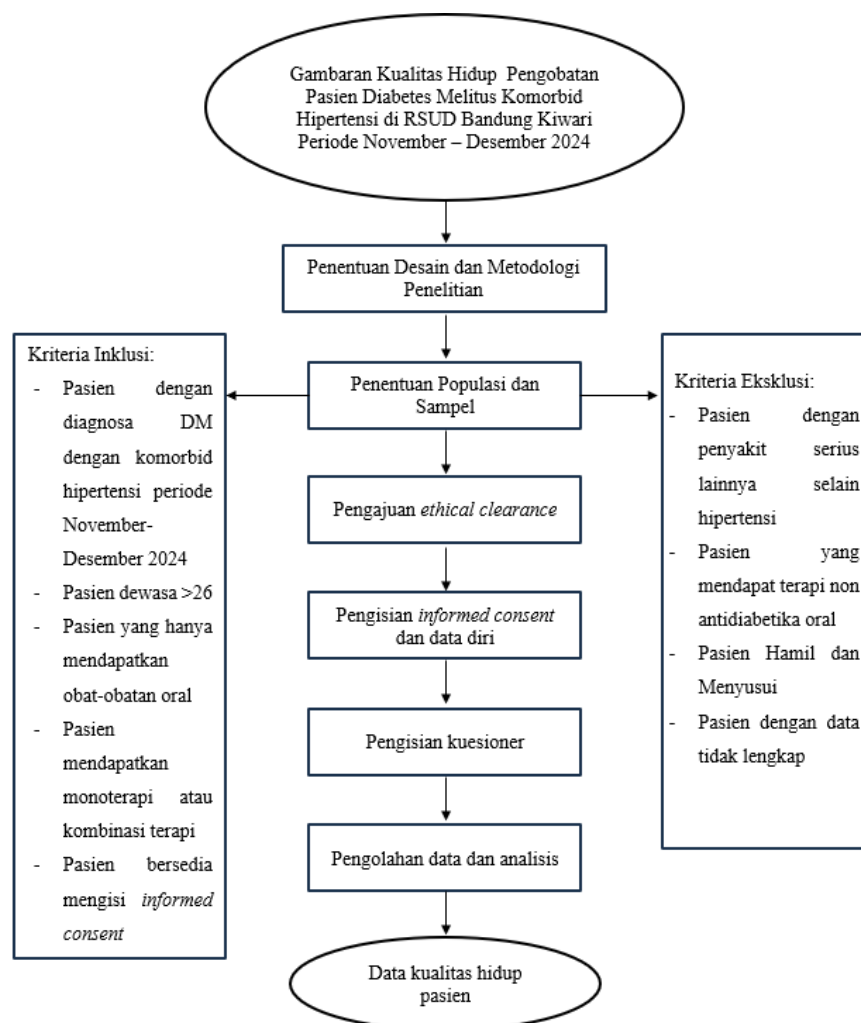 Gambaran Kualitas Hidup Pengobatan
Pasien Diabetes Melitus Komorbid
Hipertensi di RSUD Bandung Kiwari
Periode November – Desember 2024
Penentuan Desain dan Metodologi
Penelitian
Penentuan Populasi dan
Sampel
Kriteria Inklusi:
- Pasien dengan
diagnosa DM
dengan komorbid
hipertensi periode
November-
Desember 2024
- Pasien dewasa >26
- Pasien yang hanya
mendapatkan
obat-obatan oral
- Pasien
mendapatkan
monoterapi atau
kombinasi terapi
- Pasien bersedia
mengisi informed
consent
Kriteria Eksklusi:
- Pasien dengan
penyakit serius
lainnya selain
hipertensi
- Pasien yang
mendapat terapi non
antidiabetika oral
- Pasien Hamil dan
Menyusui
- Pasien dengan data
tidak lengkap
Pengajuan ethical clearance
Pengisian informed consent
dan data diri
Pengisian kuesioner
Pengolahan data dan analisis
Data kualitas hidup
pasien